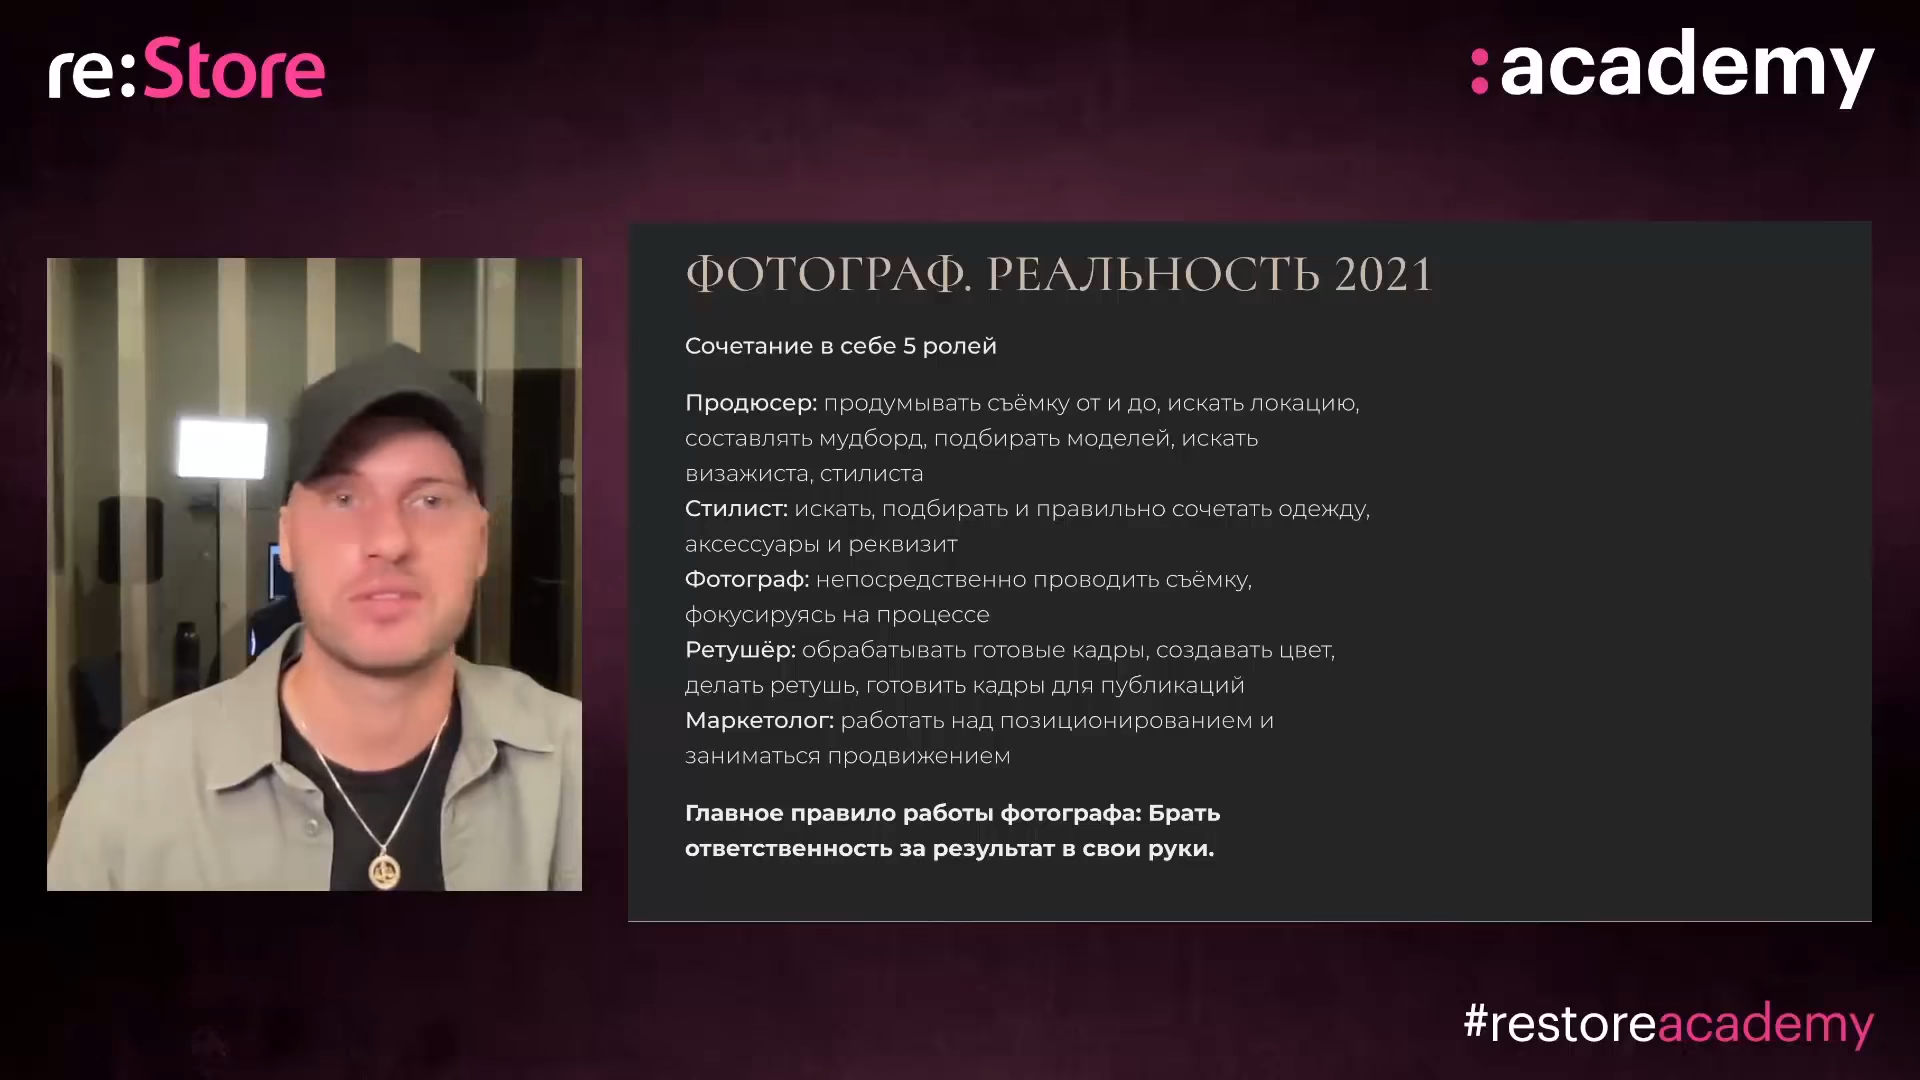 re:Store
:academy
ФОТОГРАФ. РЕАЛЬНОСТЬ 2021
Сочетание в себе 5 ролей
Продюсер: продумывать съёмку от и до, искать локацию,
составлять мудборд, подбирать моделей, искать
визажиста, стилиста
Стилист: искать, подбирать и правильно сочетать одежду,
аксессуары и реквизит
Фотограф: непосредственно проводить съёмку,
фокусируясь на процессе
Ретушёр: обрабатывать готовые кадры, создавать цвет,
делать ретушь, готовить кадры для публикаций
Маркетолог: работать над позиционированием и
заниматься продвижением
Главное правило работы фотографа: Брать
ответственность за результат в свои руки.
#restoreacademy